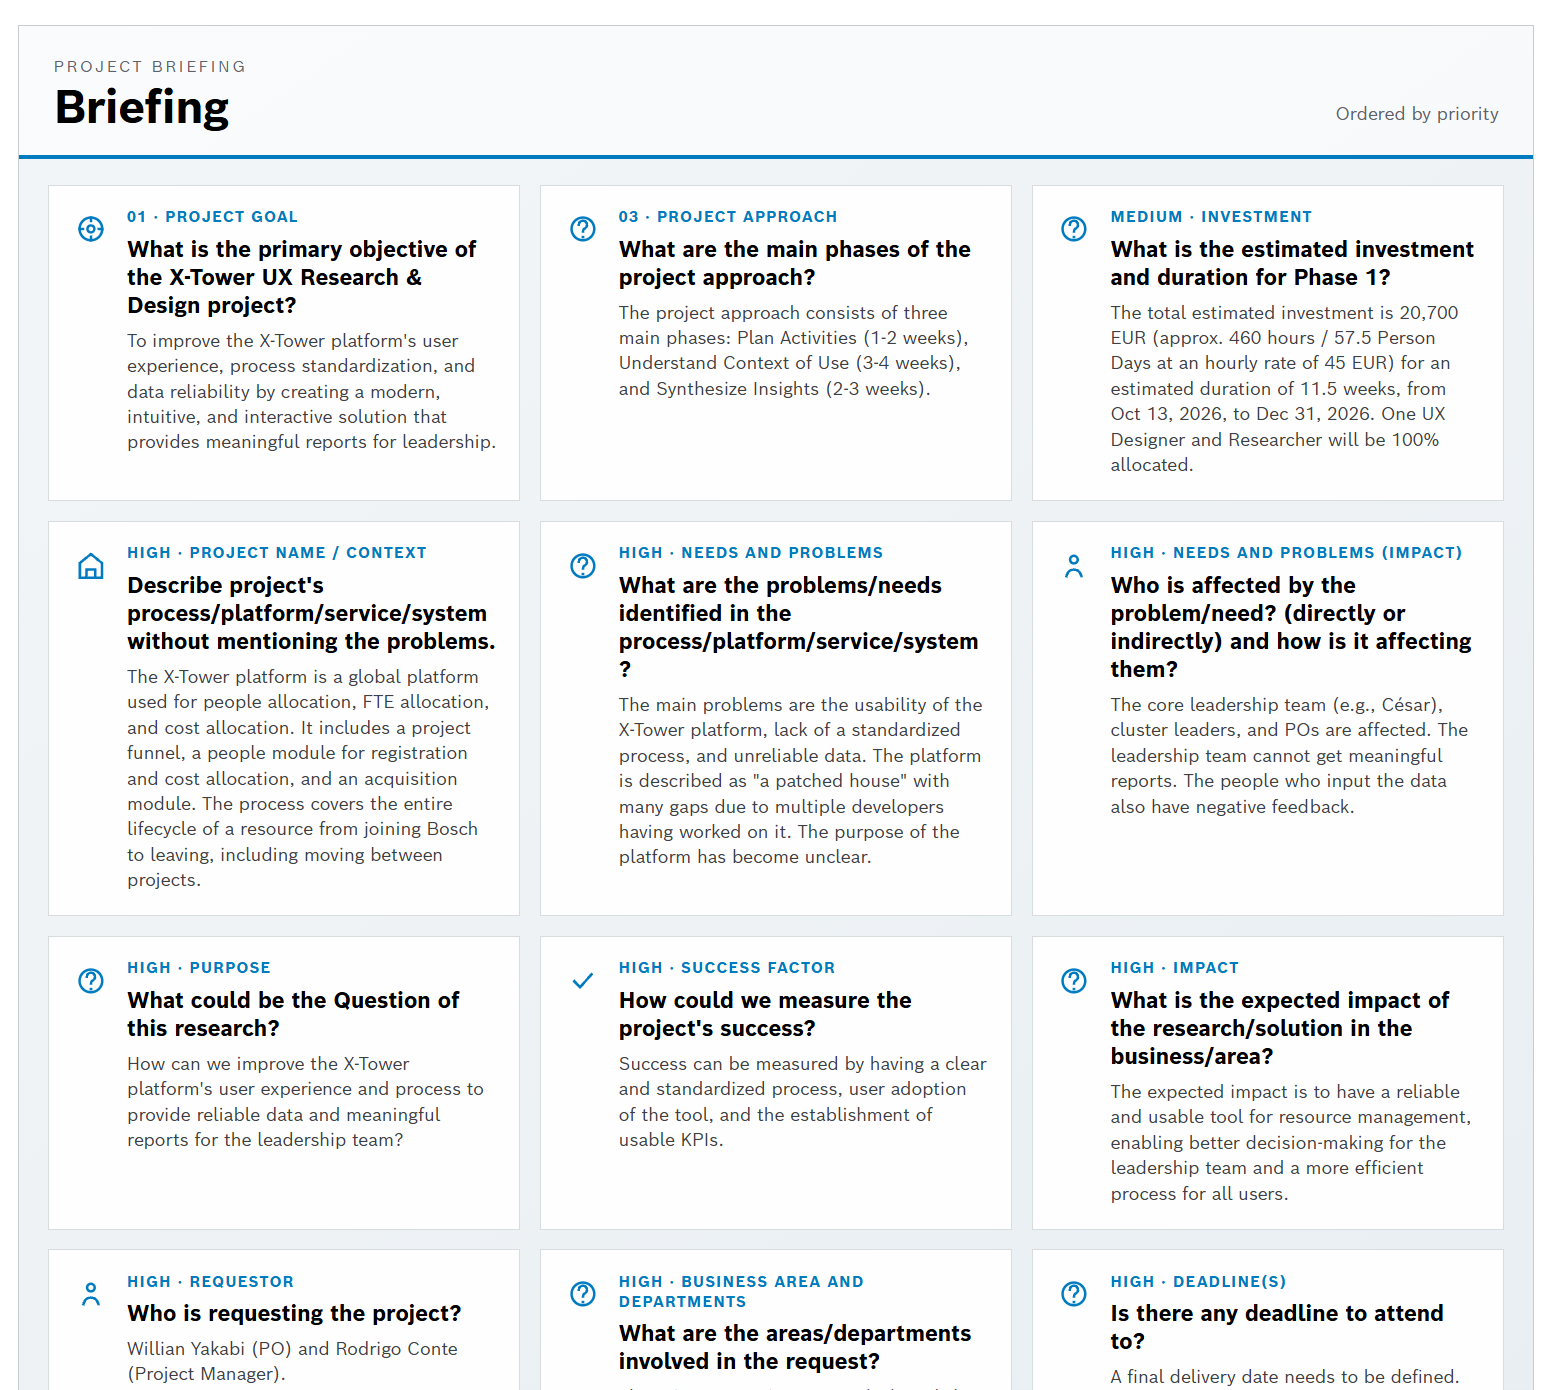 PROJECT BRIEFING
Briefing
Ordered by priority
01 · PROJECT GOAL
What is the primary objective of
the X-Tower UX Research &
Design project?
To improve the X-Tower platform's user
experience, process standardization, and
data reliability by creating a modern,
intuitive, and interactive solution that
provides meaningful reports for leadership.
03 · PROJECT APPROACH
What are the main phases of the
project approach?
The project approach consists of three
main phases: Plan Activities (1-2 weeks),
Understand Context of Use (3-4 weeks),
and Synthesize Insights (2-3 weeks).
MEDIUM · INVESTMENT
What is the estimated investment
and duration for Phase 1?
The total estimated investment is 20,700
EUR (approx. 460 hours / 57.5 Person
Days at an hourly rate of 45 EUR) for an
estimated duration of 11.5 weeks, from
Oct 13, 2026, to Dec 31, 2026. One UX
Designer and Researcher will be 100%
allocated.
HIGH · PROJECT NAME / CONTEXT
Describe project's
process/platform/service/system
without mentioning the problems.
The X-Tower platform is a global platform
used for people allocation, FTE allocation,
and cost allocation. It includes a project
funnel, a people module for registration
and cost allocation, and an acquisition
module. The process covers the entire
lifecycle of a resource from joining Bosch
to leaving, including moving between
projects.
HIGH · NEEDS AND PROBLEMS
What are the problems/needs
identified in the
process/platform/service/system
?
The main problems are the usability of the
X-Tower platform, lack of a standardized
process, and unreliable data. The platform
is described as "a patched house" with
many gaps due to multiple developers
having worked on it. The purpose of the
platform has become unclear.
HIGH · NEEDS AND PROBLEMS (IMPACT)
Who is affected by the
problem/need? (directly or
indirectly) and how is it affecting
them?
The core leadership team (e.g., César),
cluster leaders, and POs are affected. The
leadership team cannot get meaningful
reports. The people who input the data
also have negative feedback.
HIGH · PURPOSE
What could be the Question of
this research?
How can we improve the X-Tower
platform's user experience and process to
provide reliable data and meaningful
reports for the leadership team?
HIGH · SUCCESS FACTOR
How could we measure the
project's success?
Success can be measured by having a clear
and standardized process, user adoption
of the tool, and the establishment of
usable KPIs.
HIGH · IMPACT
What is the expected impact of
the research/solution in the
business/area?
The expected impact is to have a reliable
and usable tool for resource management,
enabling better decision-making for the
leadership team and a more efficient
process for all users.
HIGH · REQUESTOR
Who is requesting the project?
Willian Yakabi (PO) and Rodrigo Conte
(Project Manager).
HIGH · BUSINESS AREA AND
DEPARTMENTS
What are the areas/departments
involved in the request?
HIGH · DEADLINE(S)
Is there any deadline to attend
to?
A final delivery date needs to be defined.